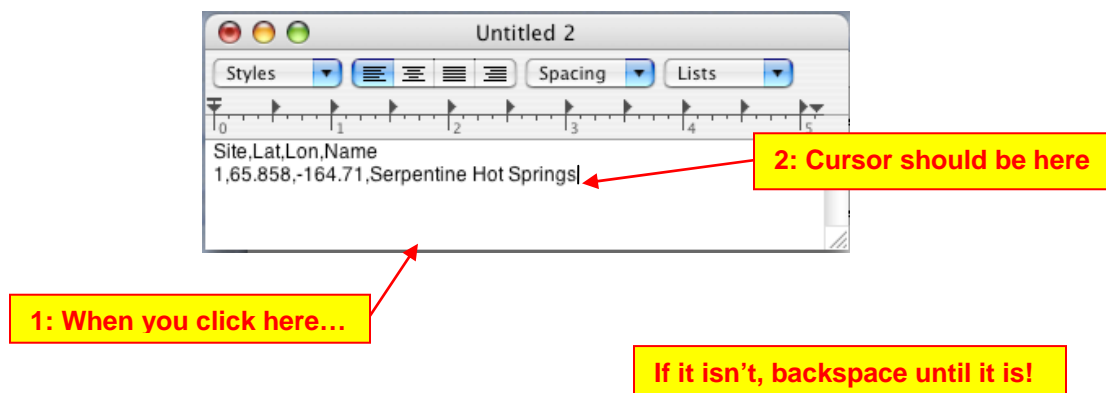 Untitled 2
Styles Spacing Lists
0 1 2 3 4 5
Site,Lat,Lon,Name
2: Cursor should be here
1,65.858,-164.71,Serpentine Hot Springs
1: When you click here…
If it isn’t, backspace until it is!